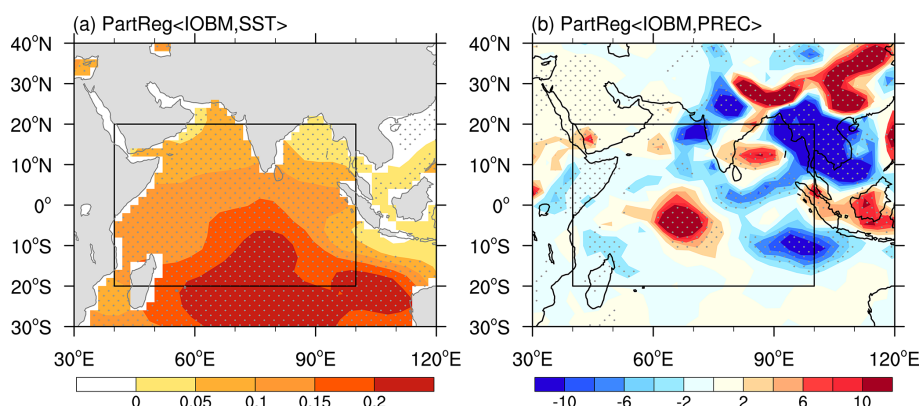 (a) PartReg<IOBM,SST>
(b) PartReg<IOBM,PREC>
40°N
30°N
20°N
10°N
0°
10°S
20°S
30°S
30°E 60°E 90°E 120°E
0 0.05 0.1 0.15 0.2
40°N
30°N
20°N
10°N
0°
10°S
20°S
30°S
30°E 60°E 90°E 120°E
-10 -6 -2 2 6 10